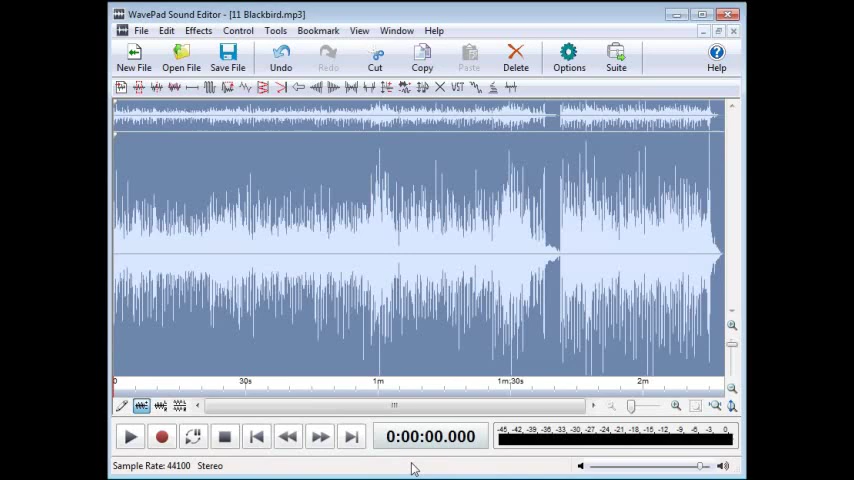 WavePad Sound Editor - [11 Blackbird.mp3]
File Edit Effects Control Tools Bookmark View Window Help
New File Open File Save File Undo Redo Cut Copy Paste Delete Options Suite Help
VST
0 30s 1m 1m:30s 2m
0:00:00.000
-45 -42 -39 -36 -33 -30 -27 -24 -21 -18 -15 -12 -9 -6 -3 0
Sample Rate: 44100 Stereo